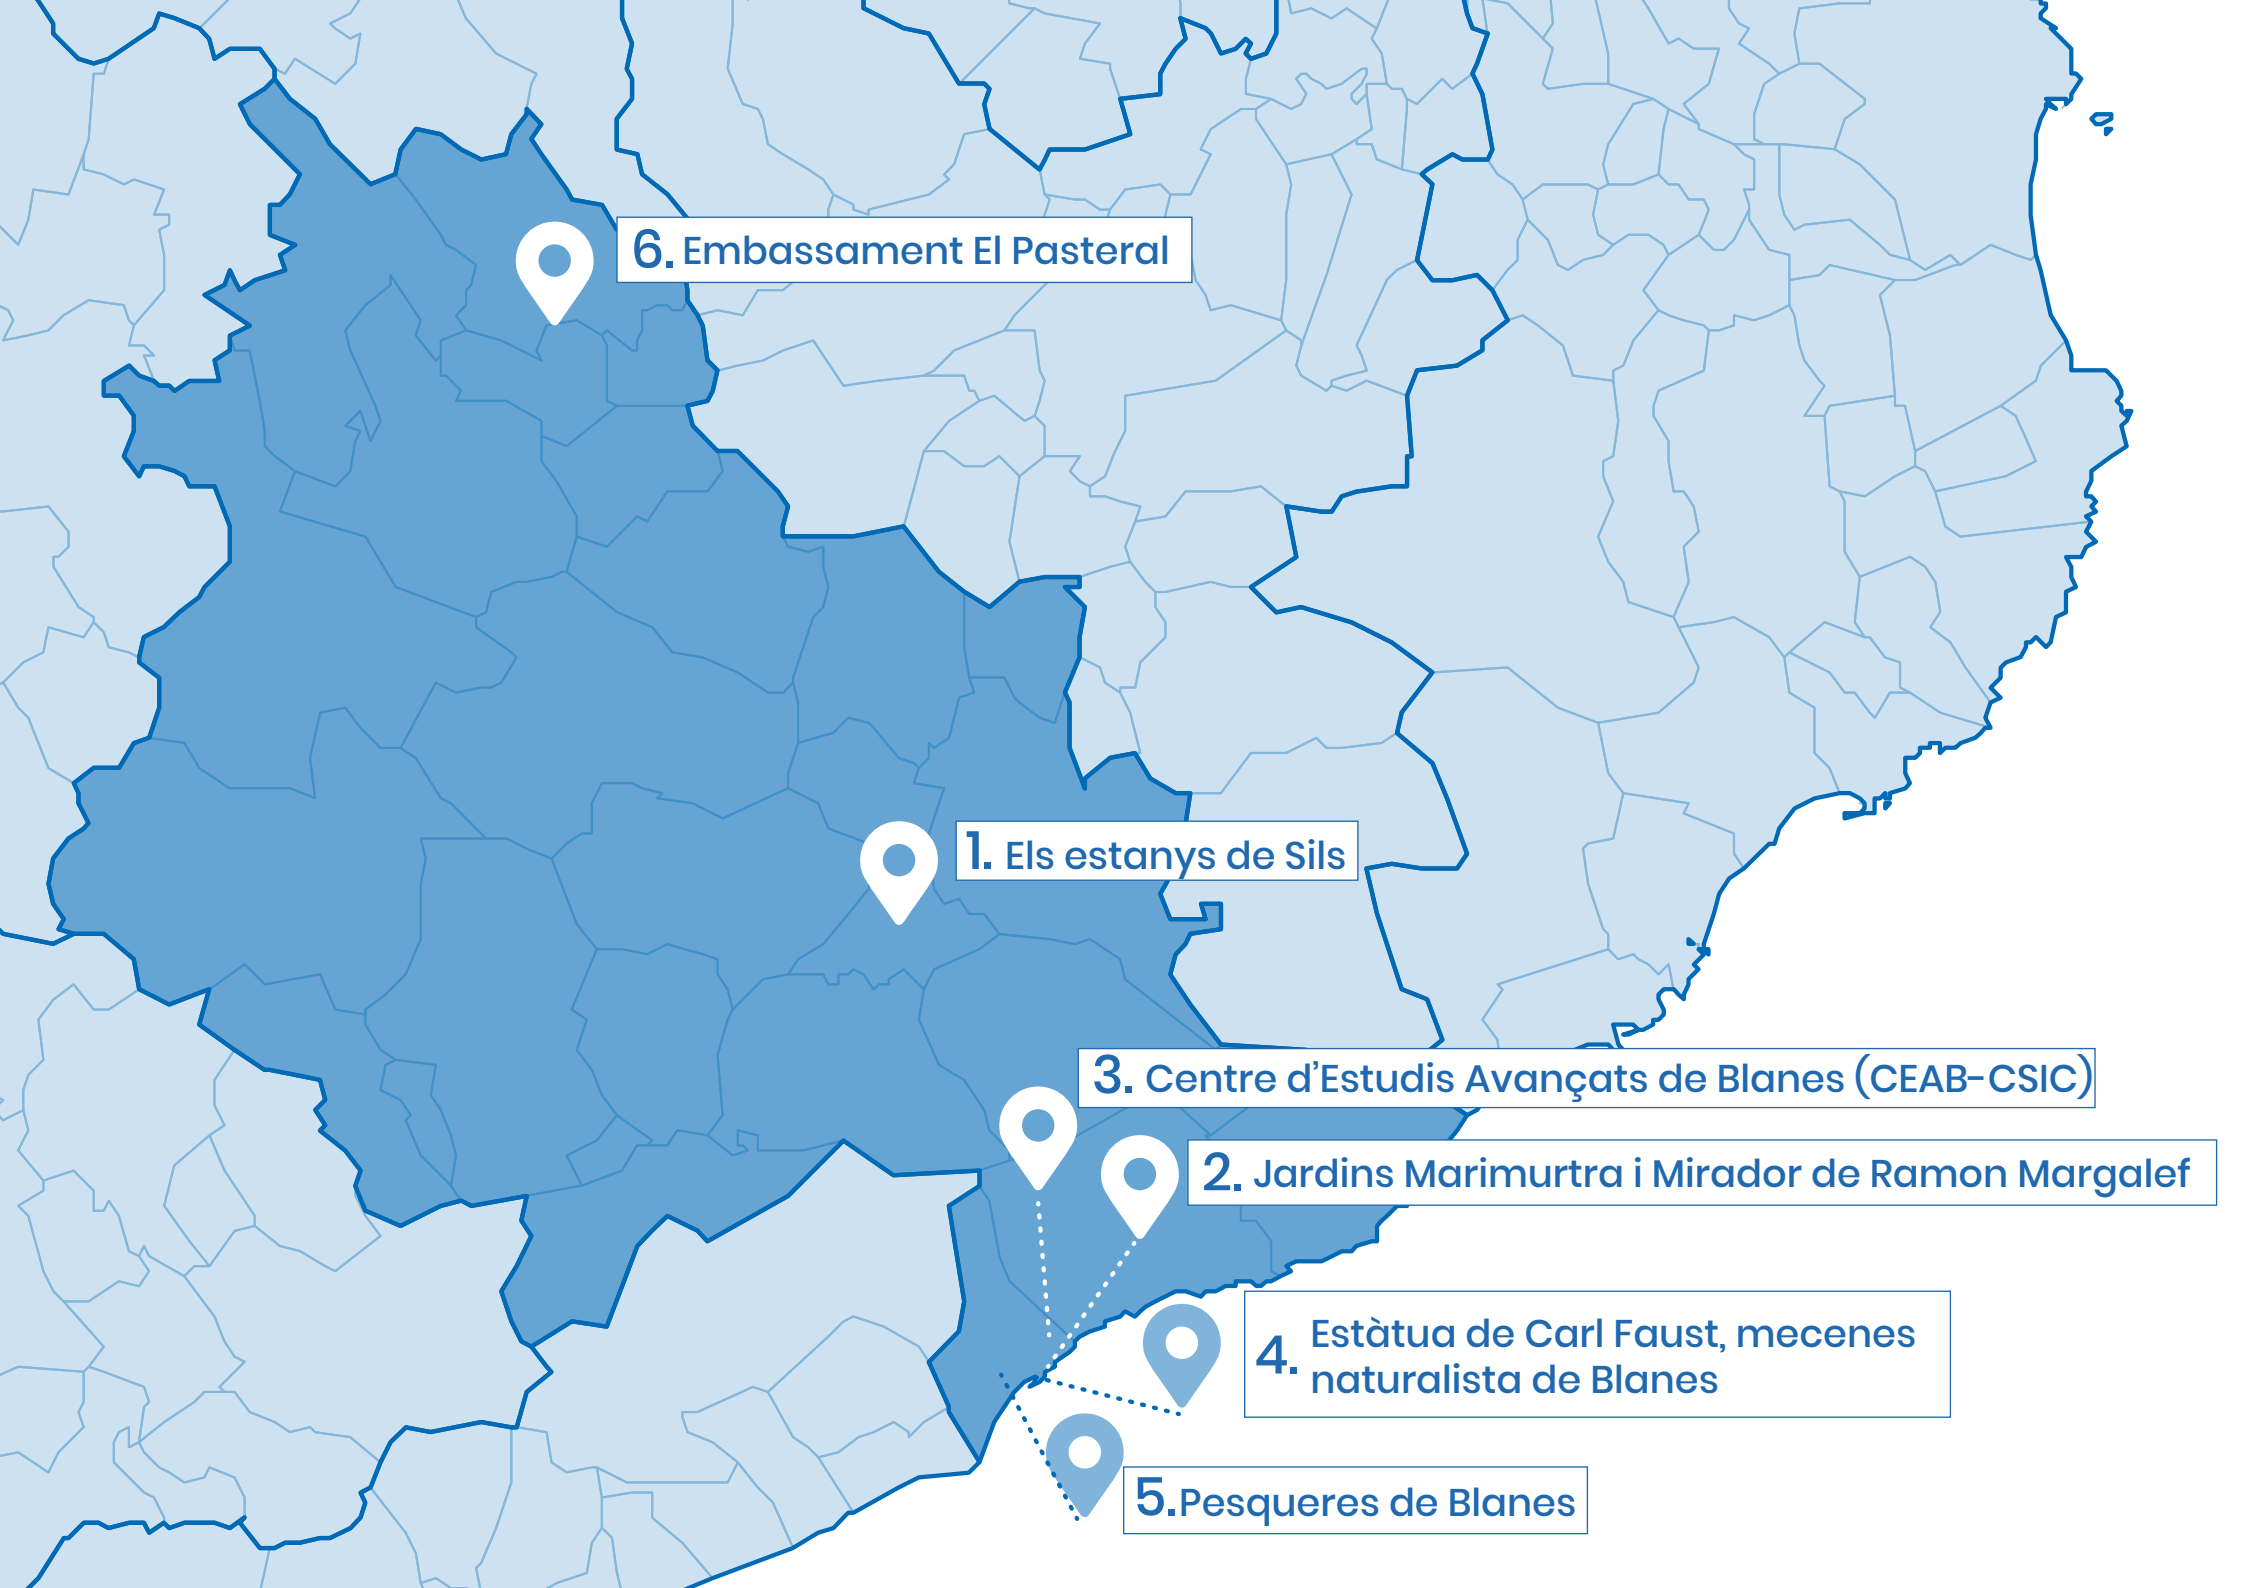 6. Embassament El Pasteral
1. Els estanys de Sils
3. Centre d'Estudis Avançats de Blanes (CEAB-CSIC)
2. Jardins Marimurtra i Mirador de Ramon Margalef
4. Estàtua de Carl Faust, mecenes
naturalista de Blanes
5. Pesqueres de Blanes